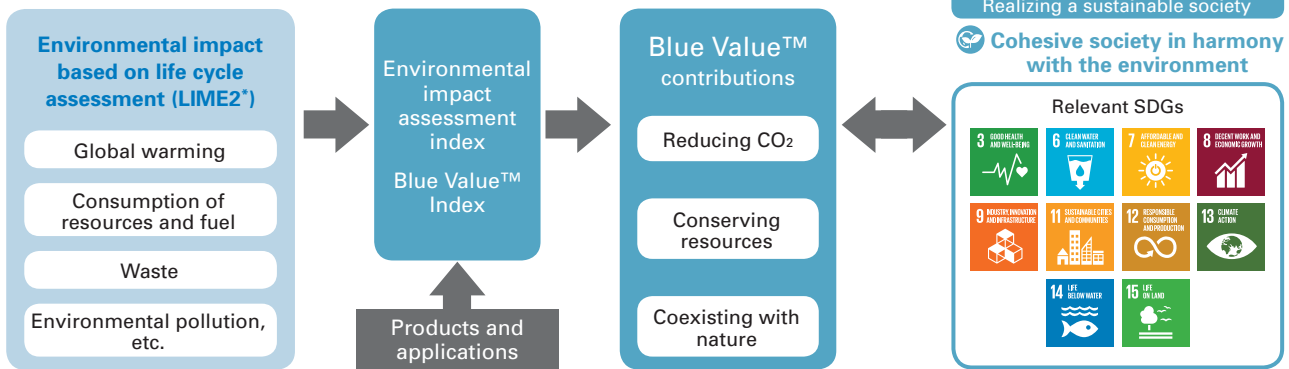 Environmental impact
based on life cycle
assessment (LIME2*)
Global warming
Consumption of
resources and fuel
Waste
Environmental pollution,
etc.
Environmental
impact
assessment
index
Blue Value™
Index
Products and
applications
Blue Value™
contributions
Reducing CO2
Conserving
resources
Coexisting with
nature
Realizing a sustainable society
Cohesive society in harmony
with the environment
Relevant SDGs
3 GOOD HEALTH
AND WELL-BEING
6 CLEAN WATER
AND SANITATION
7 AFFORDABLE AND
CLEAN ENERGY
8 DECENT WORK AND
ECONOMIC GROWTH
9 INDUSTRY, INNOVATION
AND INFRASTRUCTURE
11 SUSTAINABLE CITIES
AND COMMUNITIES
12 RESPONSIBLE
CONSUMPTION
AND PRODUCTION
13 CLIMATE
ACTION
14 LIFE
BELOW WATER
15 LIFE
ON LAND